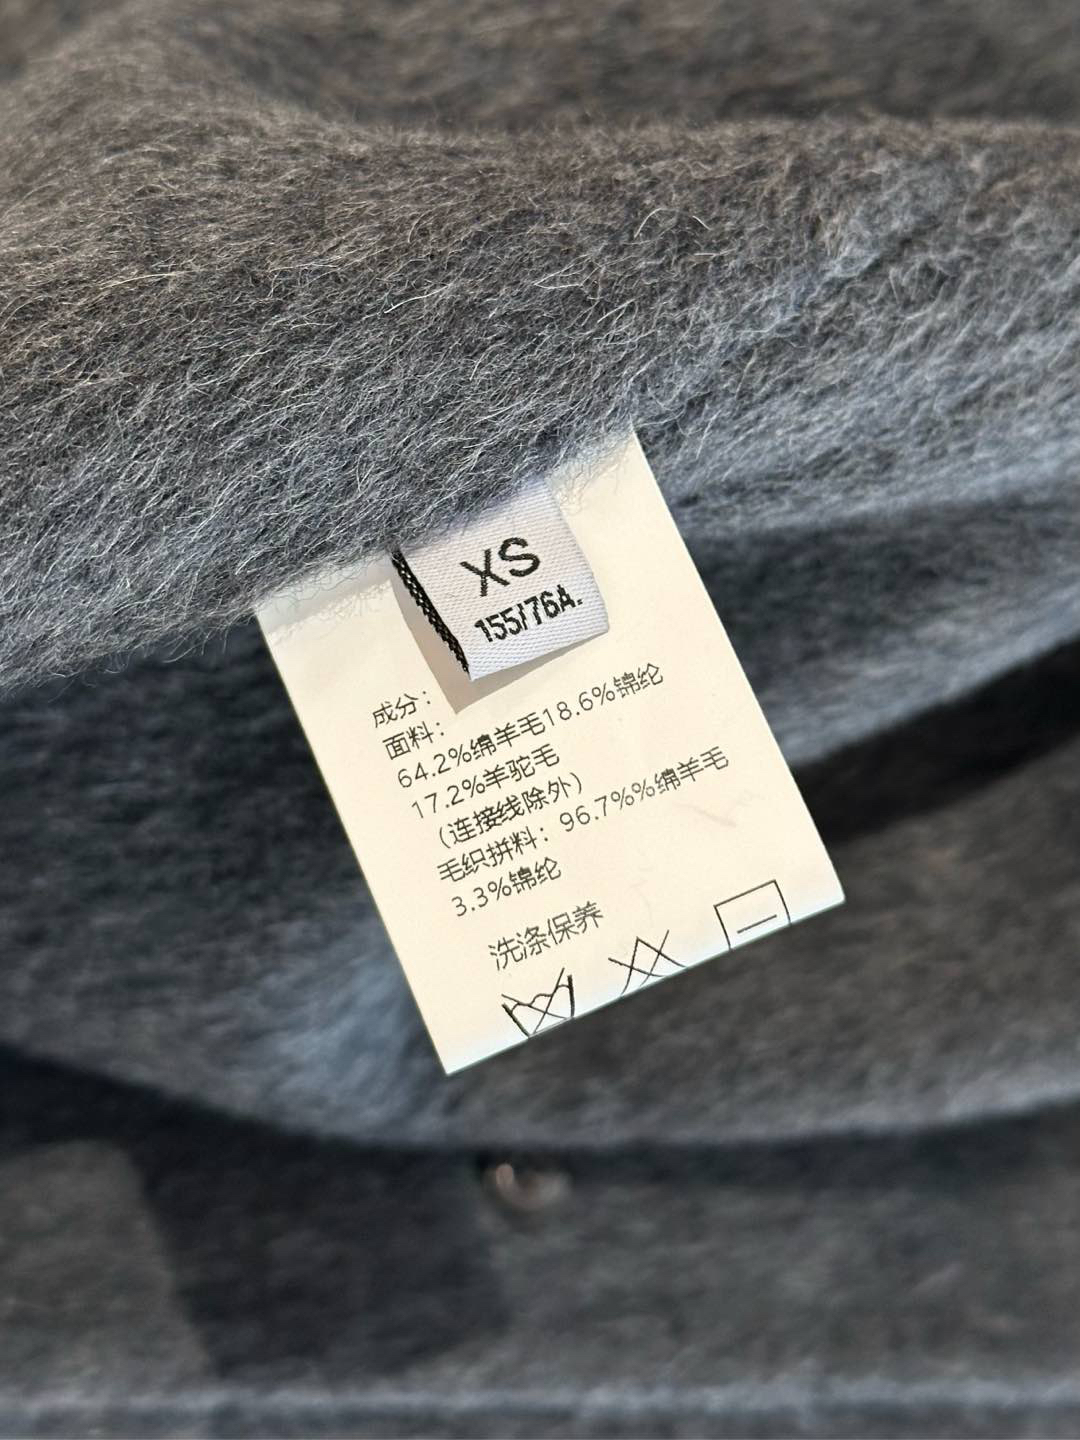 XS
155/76A.
成分：
面料：
64.2%绵羊毛18.6%锦纶
17.2%羊驼毛
(连接线除外)
毛织拼料：96.7%%绵羊毛
3.3%锦纶
洗涤保养